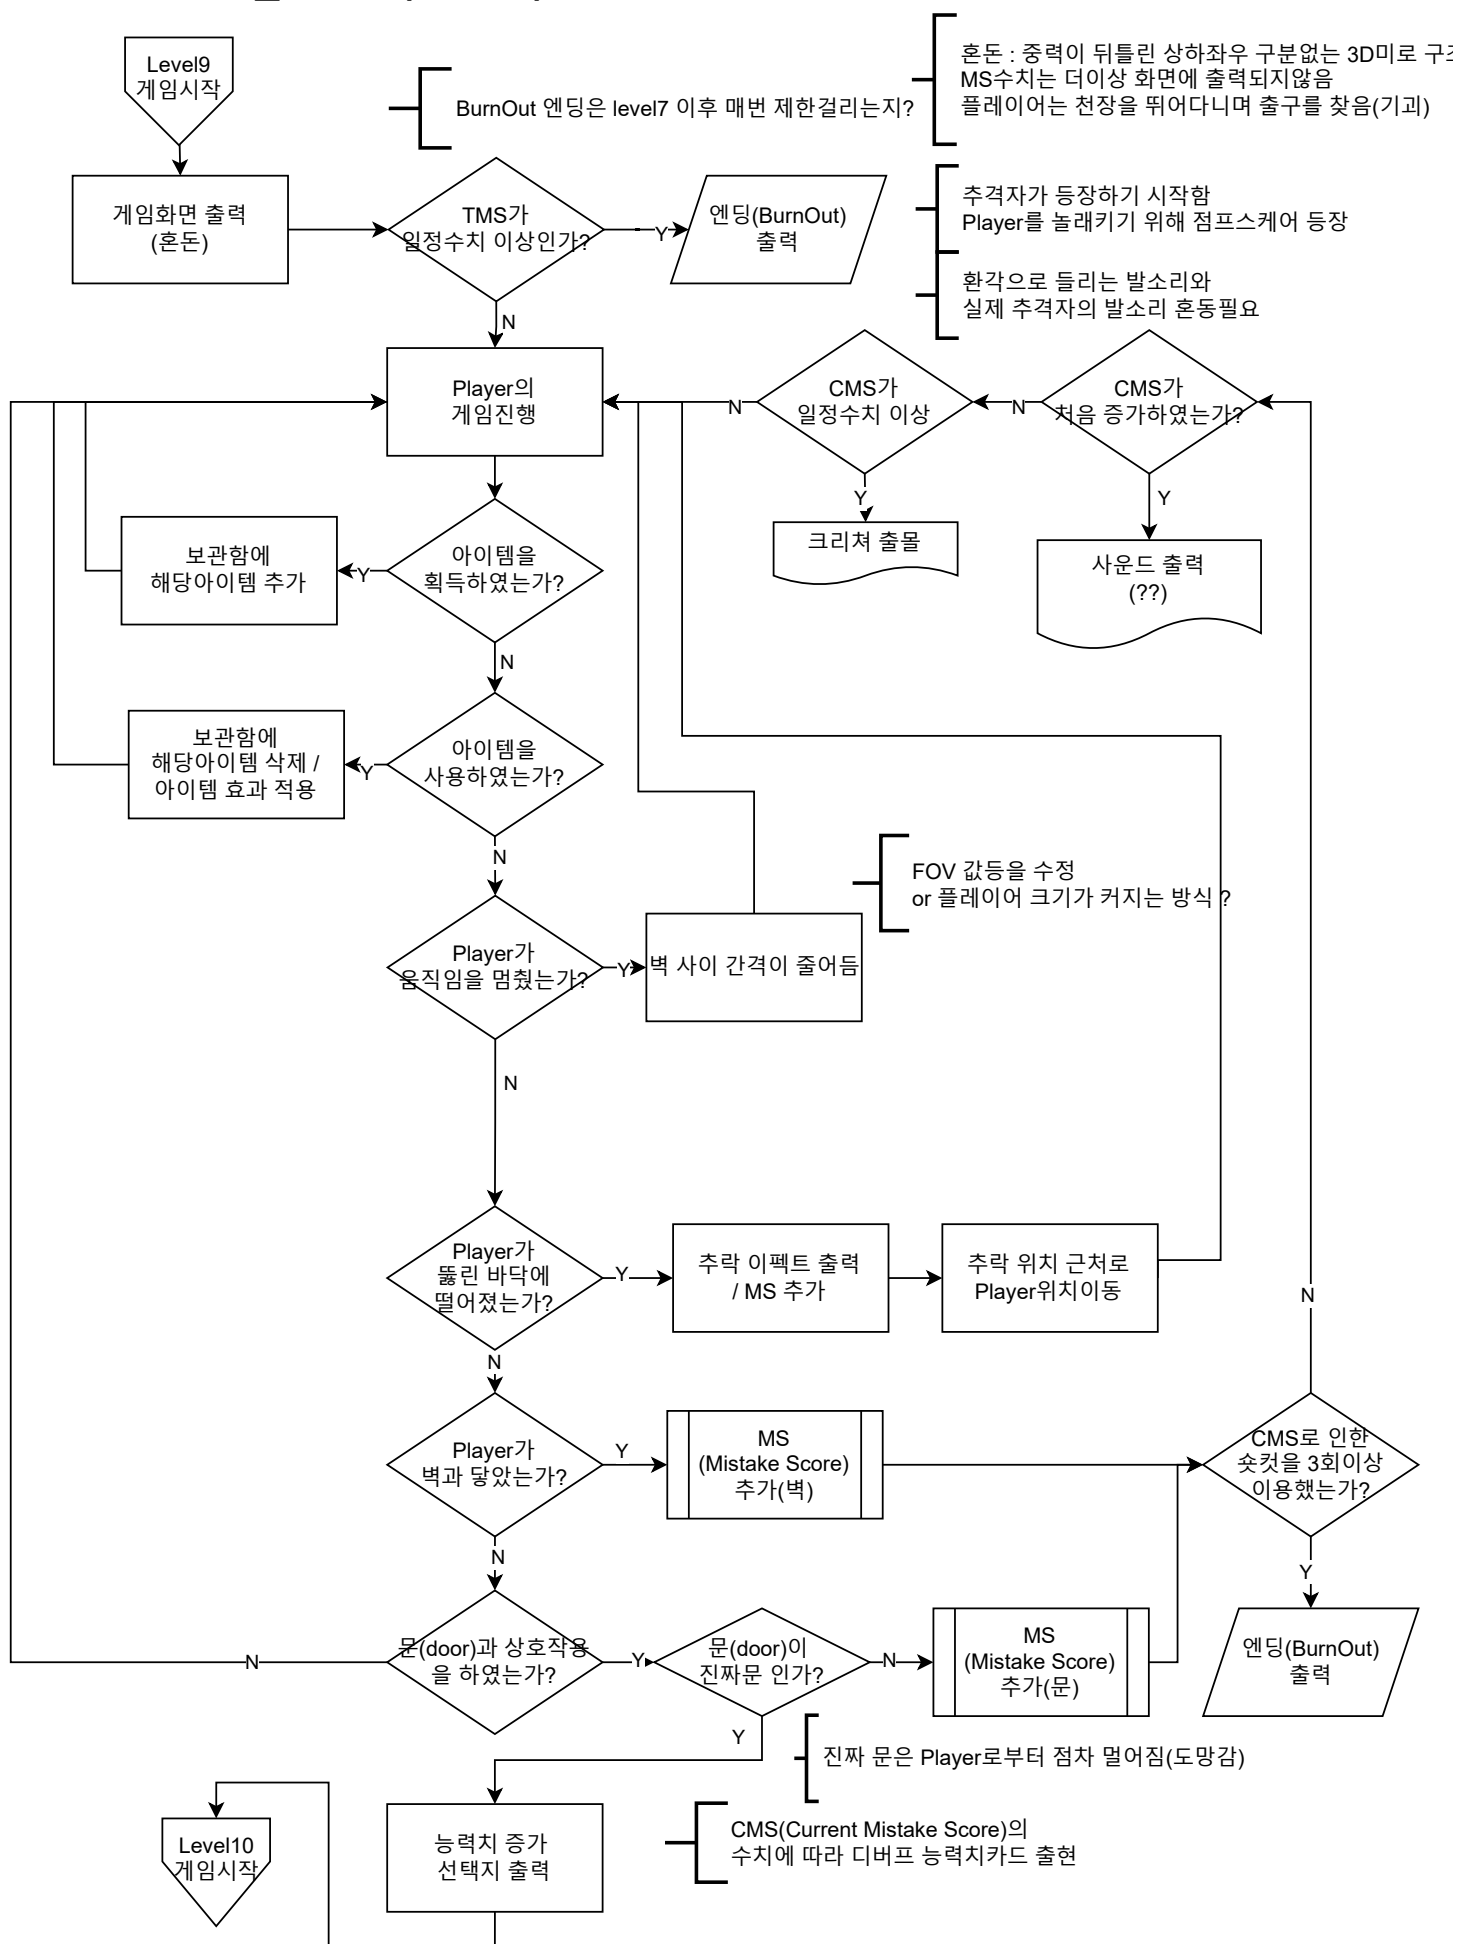 Level9
게임시작
BurnOut 엔딩은 level7 이후 매번 제한걸리는지?
혼돈 : 중력이 뒤틀린 상하좌우 구분없는 3D미로
MS수치는 더이상 화면에 출력되지않음
플레이어는 천장을 뛰어다니며 출구를 찾음(기괴)
게임화면 출력
(혼돈)
TMS가
일정수치 이상인가?
Y
엔딩(BurnOut)
출력
추격자가 등장하기 시작함
Player를 놀래키기 위해 점프스케어 등장
환각으로 들리는 발소리와
실제 추격자의 발소리 혼동필요
N
Player의
게임진행
N
CMS가
일정수치 이상
N
CMS가
처음 증가하였는가?
Y
크리쳐 출몰
Y
사운드 출력
(??)
보관함에
해당아이템 추가
Y
아이템을
획득하였는가?
N
보관함에
해당아이템 삭제 /
아이템 효과 적용
Y
아이템을
사용하였는가?
N
FOV 값등을 수정
or 플레이어 크기가 커지는 방식 ?
Player가
움직임을 멈췄는가?
Y
벽 사이 간격이 줄어듬
N
Player가
뚫린 바닥에
떨어졌는가?
Y
추락 이펙트 출력
/ MS 추가
추락 위치 근처로
Player위치이동
N
N
Player가
벽과 닿았는가?
Y
MS
(Mistake Score)
추가(벽)
CMS로 인한
숏컷을 3회이상
이용했는가?
N
Y
N
문(door)과 상호작용
을 하였는가?
Y
문(door)이
진짜문 인가?
N
MS
(Mistake Score)
추가(문)
엔딩(BurnOut)
출력
Y
진짜 문은 Player로부터 점차 멀어짐(도망감)
Level10
게임시작
능력치 증가
선택지 출력
CMS(Current Mistake Score)의
수치에 따라 디버프 능력치카드 출현